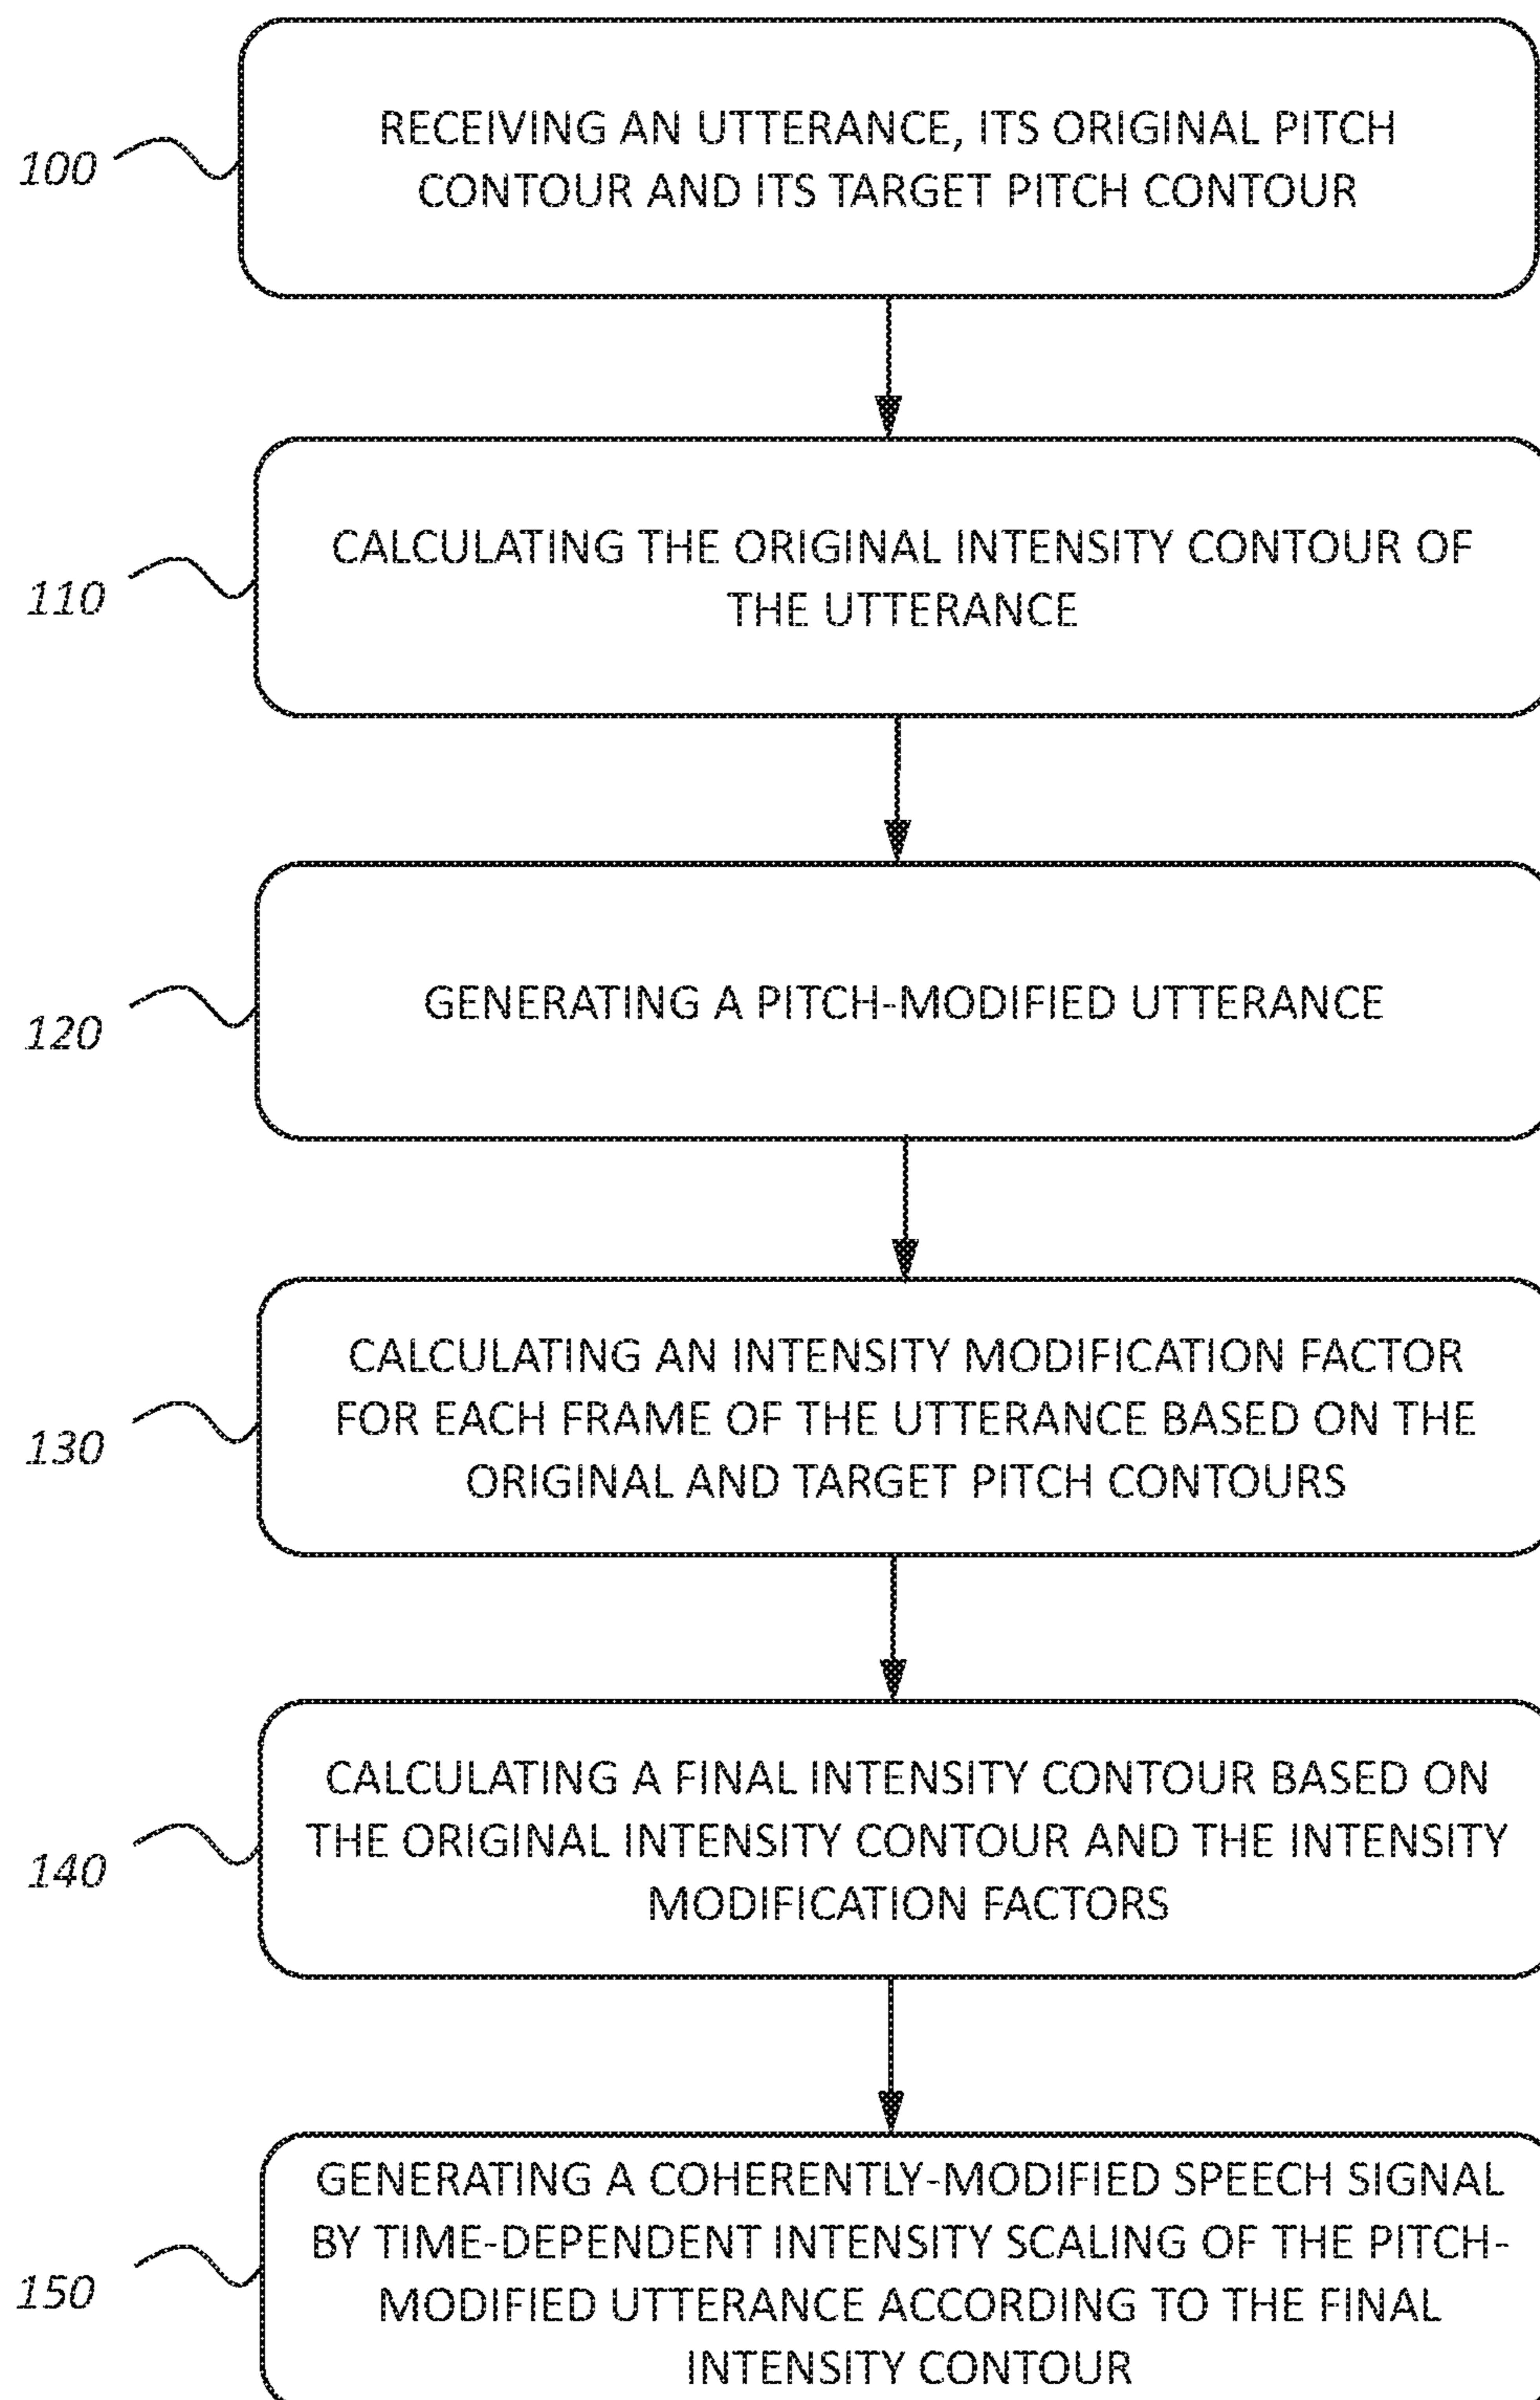 RECEIVING AN UTTERANCE, ITS ORIGINAL PITCH
CONTOUR AND ITS TARGET PITCH CONTOUR
100
CALCULATING THE ORIGINAL INTENSITY CONTOUR OF
THE UTTERANCE
110
GENERATING A PITCH-MODIFIED UTTERANCE
120
CALCULATING AN INTENSITY MODIFICATION FACTOR
FOR EACH FRAME OF THE UTTERANCE BASED ON THE
ORIGINAL AND TARGET PITCH CONTOURS
130
CALCULATING A FINAL INTENSITY CONTOUR BASED ON
THE ORIGINAL INTENSITY CONTOUR AND THE INTENSITY
MODIFICATION FACTORS
140
GENERATING A COHERENTLY-MODIFIED SPEECH SIGNAL
BY TIME-DEPENDENT INTENSITY SCALING OF THE PITCH-
MODIFIED UTTERANCE ACCORDING TO THE FINAL
INTENSITY CONTOUR
150